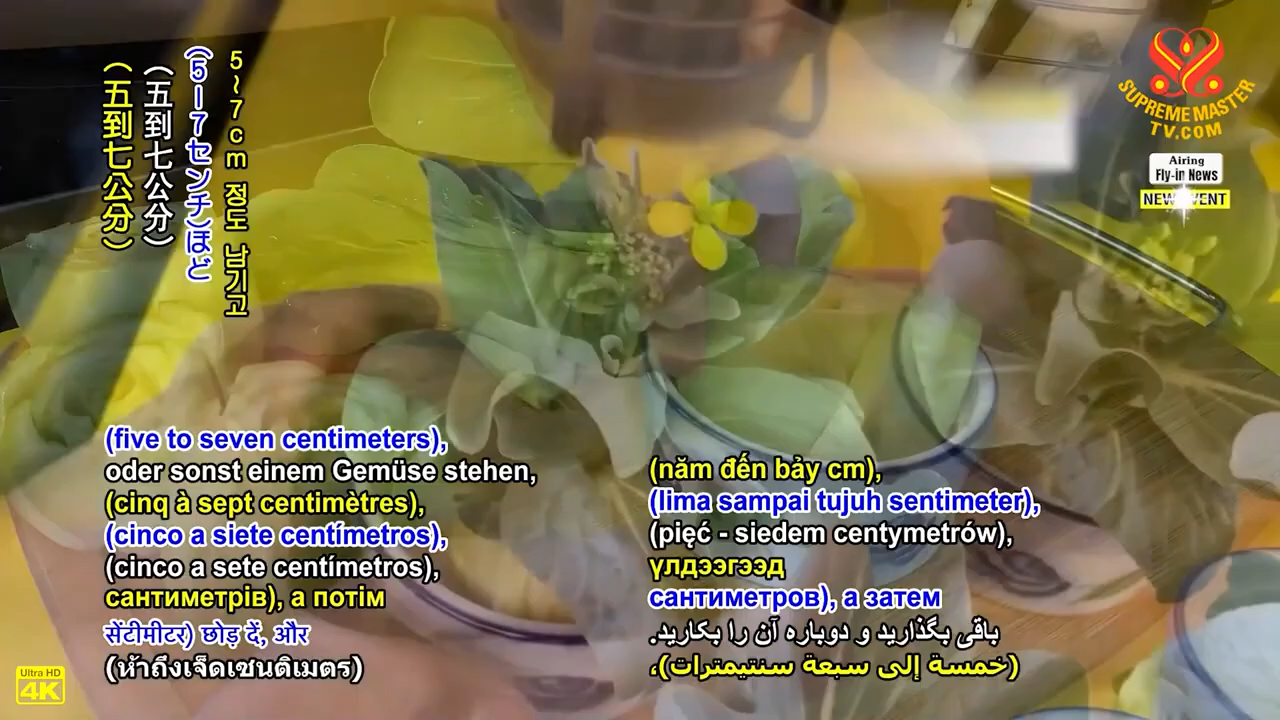 （五到七公分）
（五到七公分）
(5ー7センチ)ほど
5~7cm 정도 남기고
SUPREME MASTER
TV.COM
Airing
Fly-in News
(five to seven centimeters),
oder sonst einem Gemüse stehen,
(cinq à sept centimètres),
(cinco a siete centímetros),
(cinco a sete centímetros),
сантиметрів), а потім
सेंटीमीटर) छोड़ दें, और
(ห้าถึงเจ็ดเซนติเมตร)
(năm đến bảy cm),
(lima sampai tujuh sentimeter),
(pięć - siedem centymetrów),
үлдээгээд
сантиметров), а затем
باقی بگذارید و دوباره آن را بکارید.
(خمسة إلى سبعة سنتيمترات)،
Ultra HD
4K